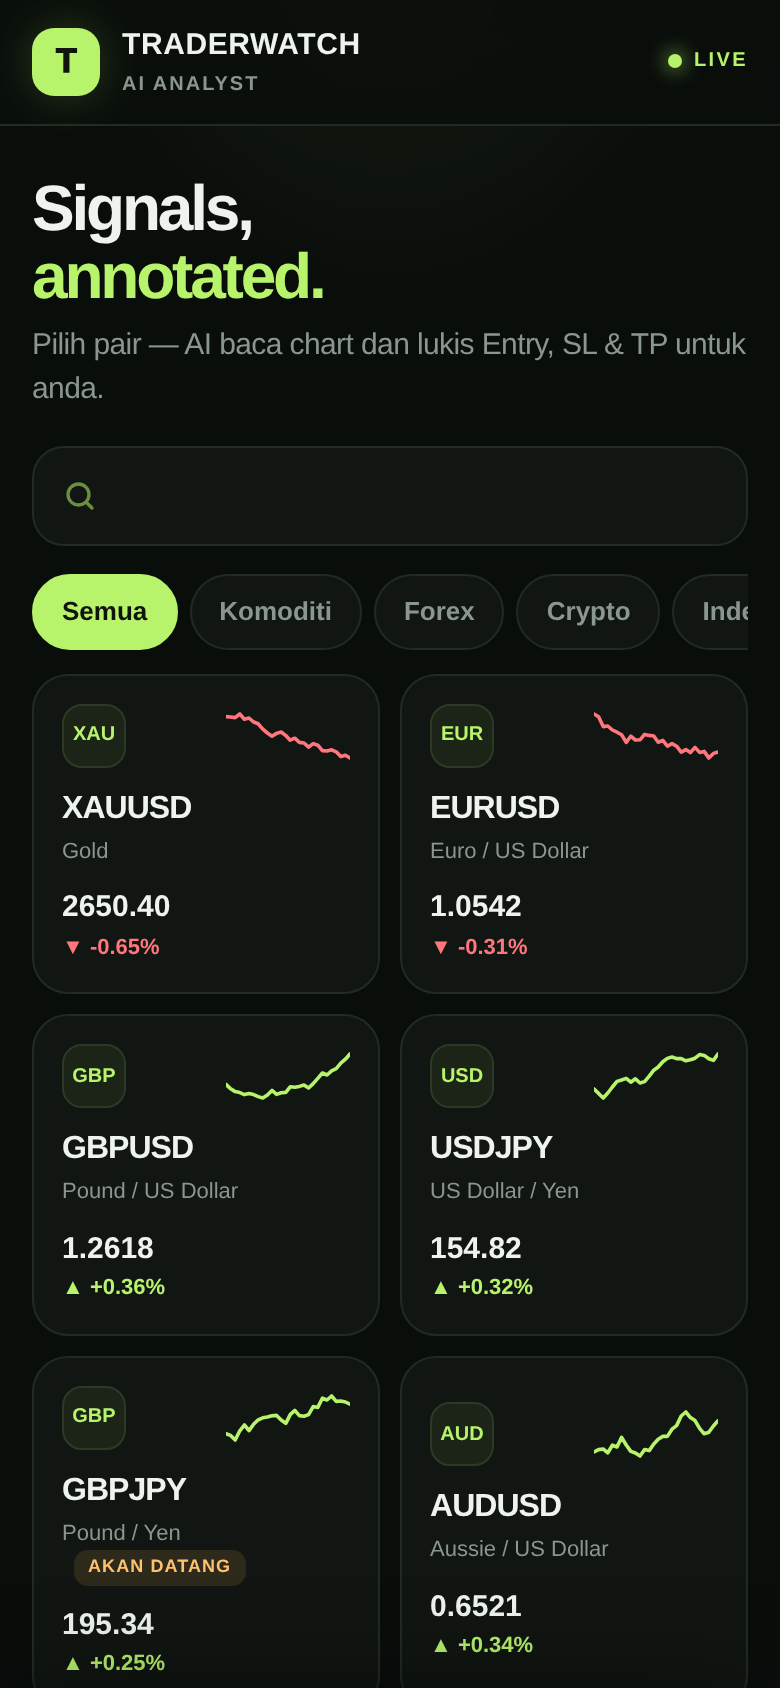 T
TRADERWATCH
AI ANALYST
LIVE
Signals,
annotated.
Pilih pair — AI baca chart dan lukis Entry, SL & TP untuk
anda.
Semua
Komoditi
Forex
Crypto
Inde
XAU
XAUUSD
Gold
2650.40
▼ -0.65%
EUR
EURUSD
Euro / US Dollar
1.0542
▼ -0.31%
GBP
GBPUSD
Pound / US Dollar
1.2618
▲ +0.36%
USD
USDJPY
US Dollar / Yen
154.82
▲ +0.32%
GBP
GBPJPY
Pound / Yen
AKAN DATANG
195.34
▲ +0.25%
AUD
AUDUSD
Aussie / US Dollar
0.6521
▲ +0.34%